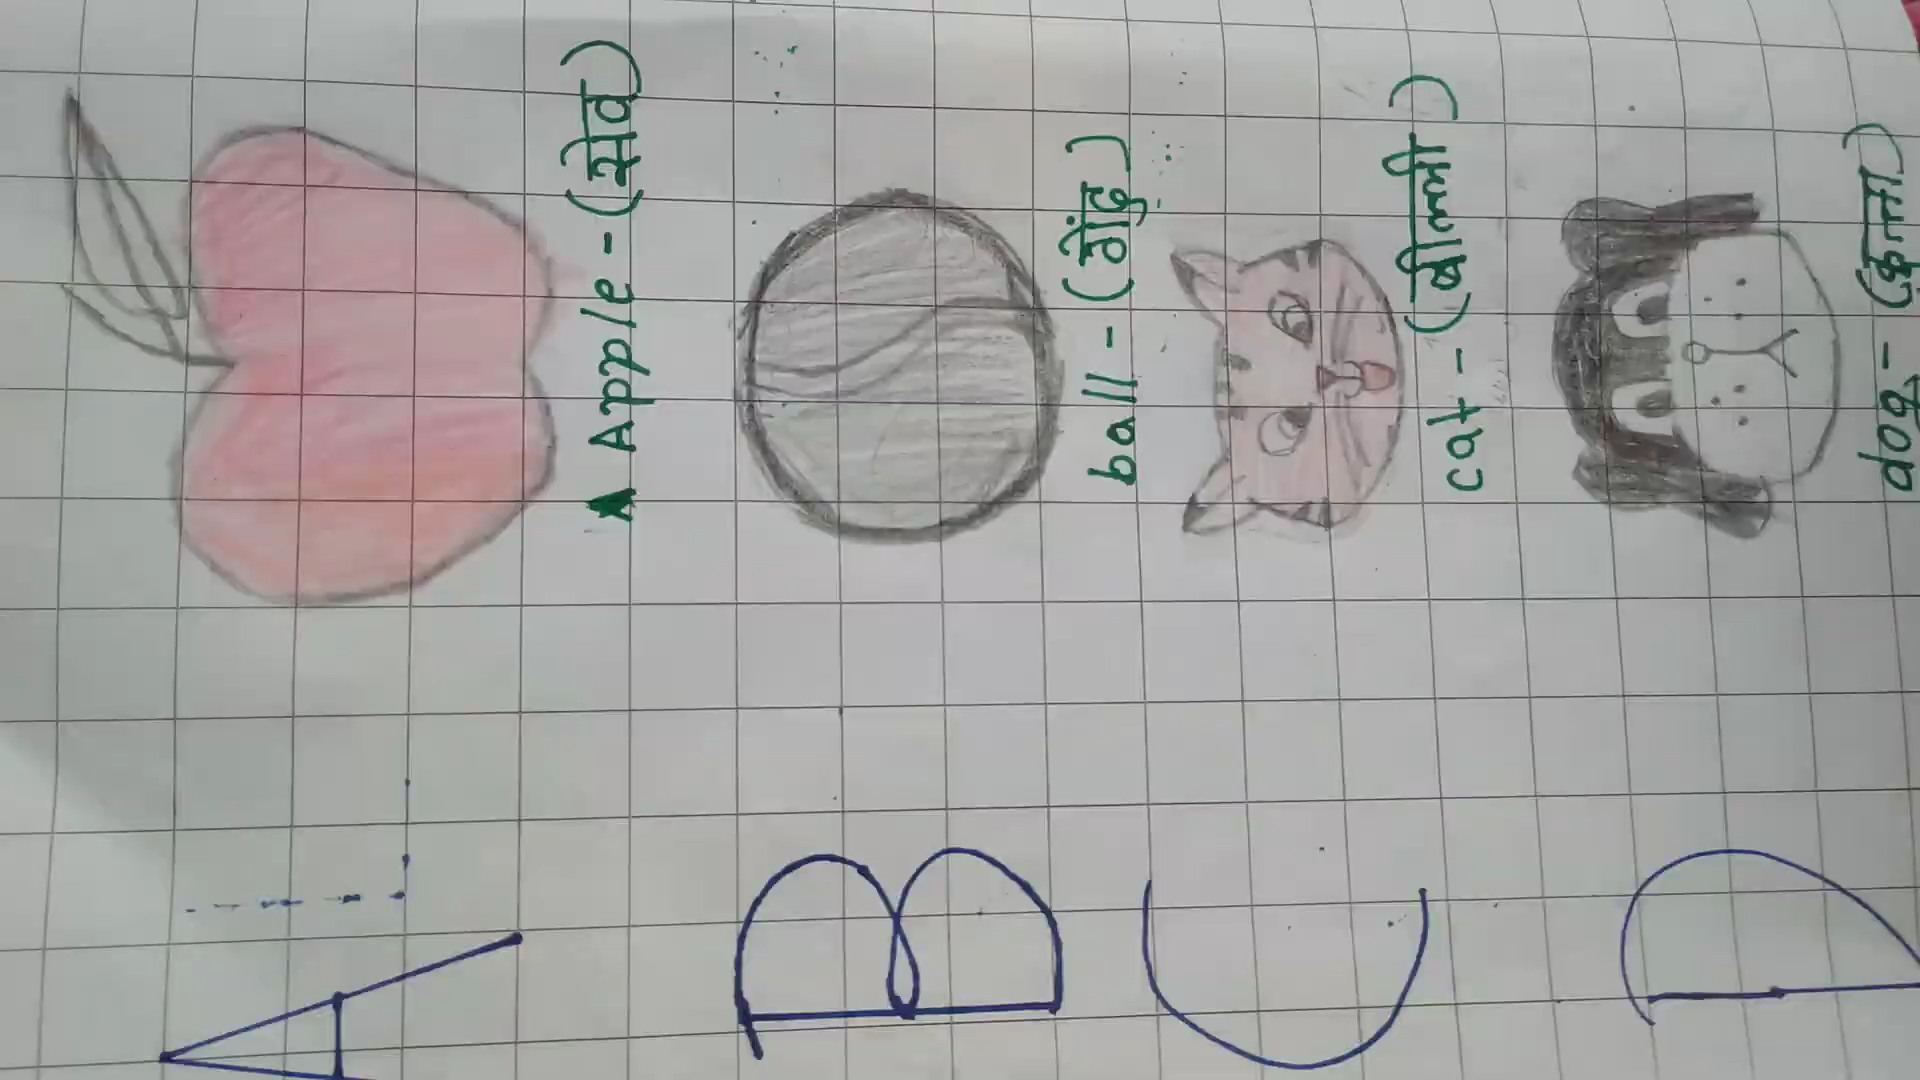 A
A Apple - (सेव)
B
ball - (गेंद)
C
cat - (बील्ली)
D
dog - (कुत्ता)